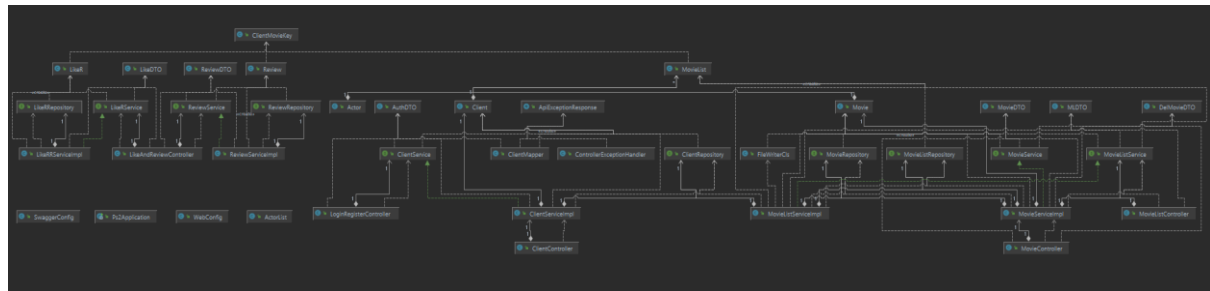 ClientMovieKey
LikeR
LikeDTO
ReviewDTO
Review
MovieList
LikeRRepository
LikeRService
ReviewService
ReviewRepository
Actor
AuthDTO
Client
ApiExceptionResponse
Movie
MovieDTO
MLDTO
DelMovieDTO
LikeRRServiceImpl
LikeAndReviewController
ReviewServiceImpl
ClientService
ClientMapper
ControllerExceptionHandler
ClientRepository
FileWriterCls
MovieRepository
MovieListRepository
MovieService
MovieListService
SwaggerConfig
Ps2Application
WebConfig
ActorList
LoginRegisterController
ClientServiceImpl
MovieListServiceImpl
MovieServiceImpl
MovieListController
ClientController
MovieController